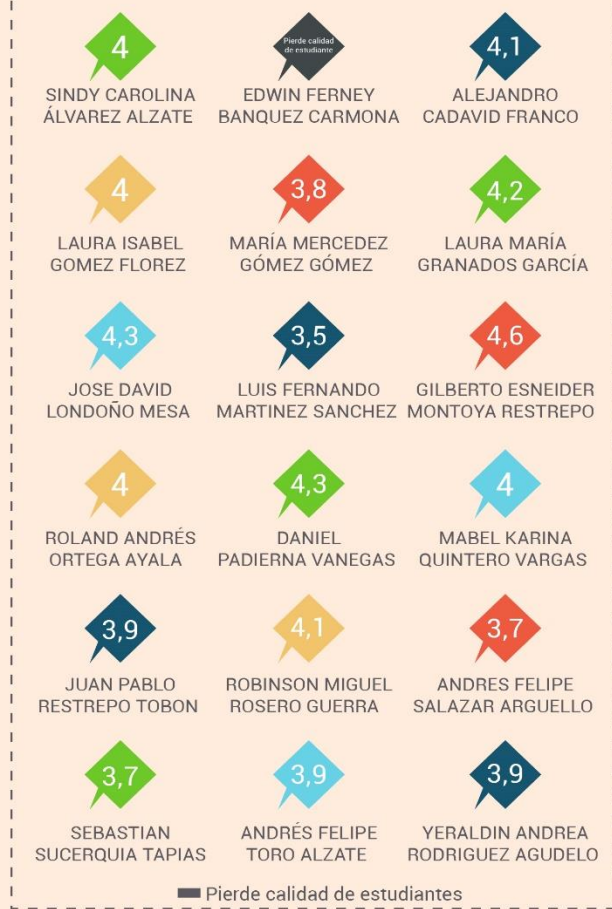 4
SINDY CAROLINA
ÁLVAREZ ALZATE
Pierde calidad
de estudiante
EDWIN FERNEY
BANQUEZ CARMONA
4,1
ALEJANDRO
CADAVID FRANCO
4
LAURA ISABEL
GOMEZ FLOREZ
3,8
MARÍA MERCEDEZ
GÓMEZ GÓMEZ
4,2
LAURA MARÍA
GRANADOS GARCÍA
4,3
JOSE DAVID
LONDOÑO MESA
3,5
LUIS FERNANDO
MARTINEZ SANCHEZ
4,6
GILBERTO ESNEIDER
MONTOYA RESTREPO
4
ROLAND ANDRÉS
ORTEGA AYALA
4,3
DANIEL
PADIERNA VANEGAS
4
MABEL KARINA
QUINTERO VARGAS
3,9
JUAN PABLO
RESTREPO TOBON
4,1
ROBINSON MIGUEL
ROSERO GUERRA
3,7
ANDRES FELIPE
SALAZAR ARGUELLO
3,7
SEBASTIAN
SUCERQUIA TAPIAS
3,9
ANDRÉS FELIPE
TORO ALZATE
3,9
YERALDIN ANDREA
RODRIGUEZ AGUDELO
Pierde calidad de estudiantes